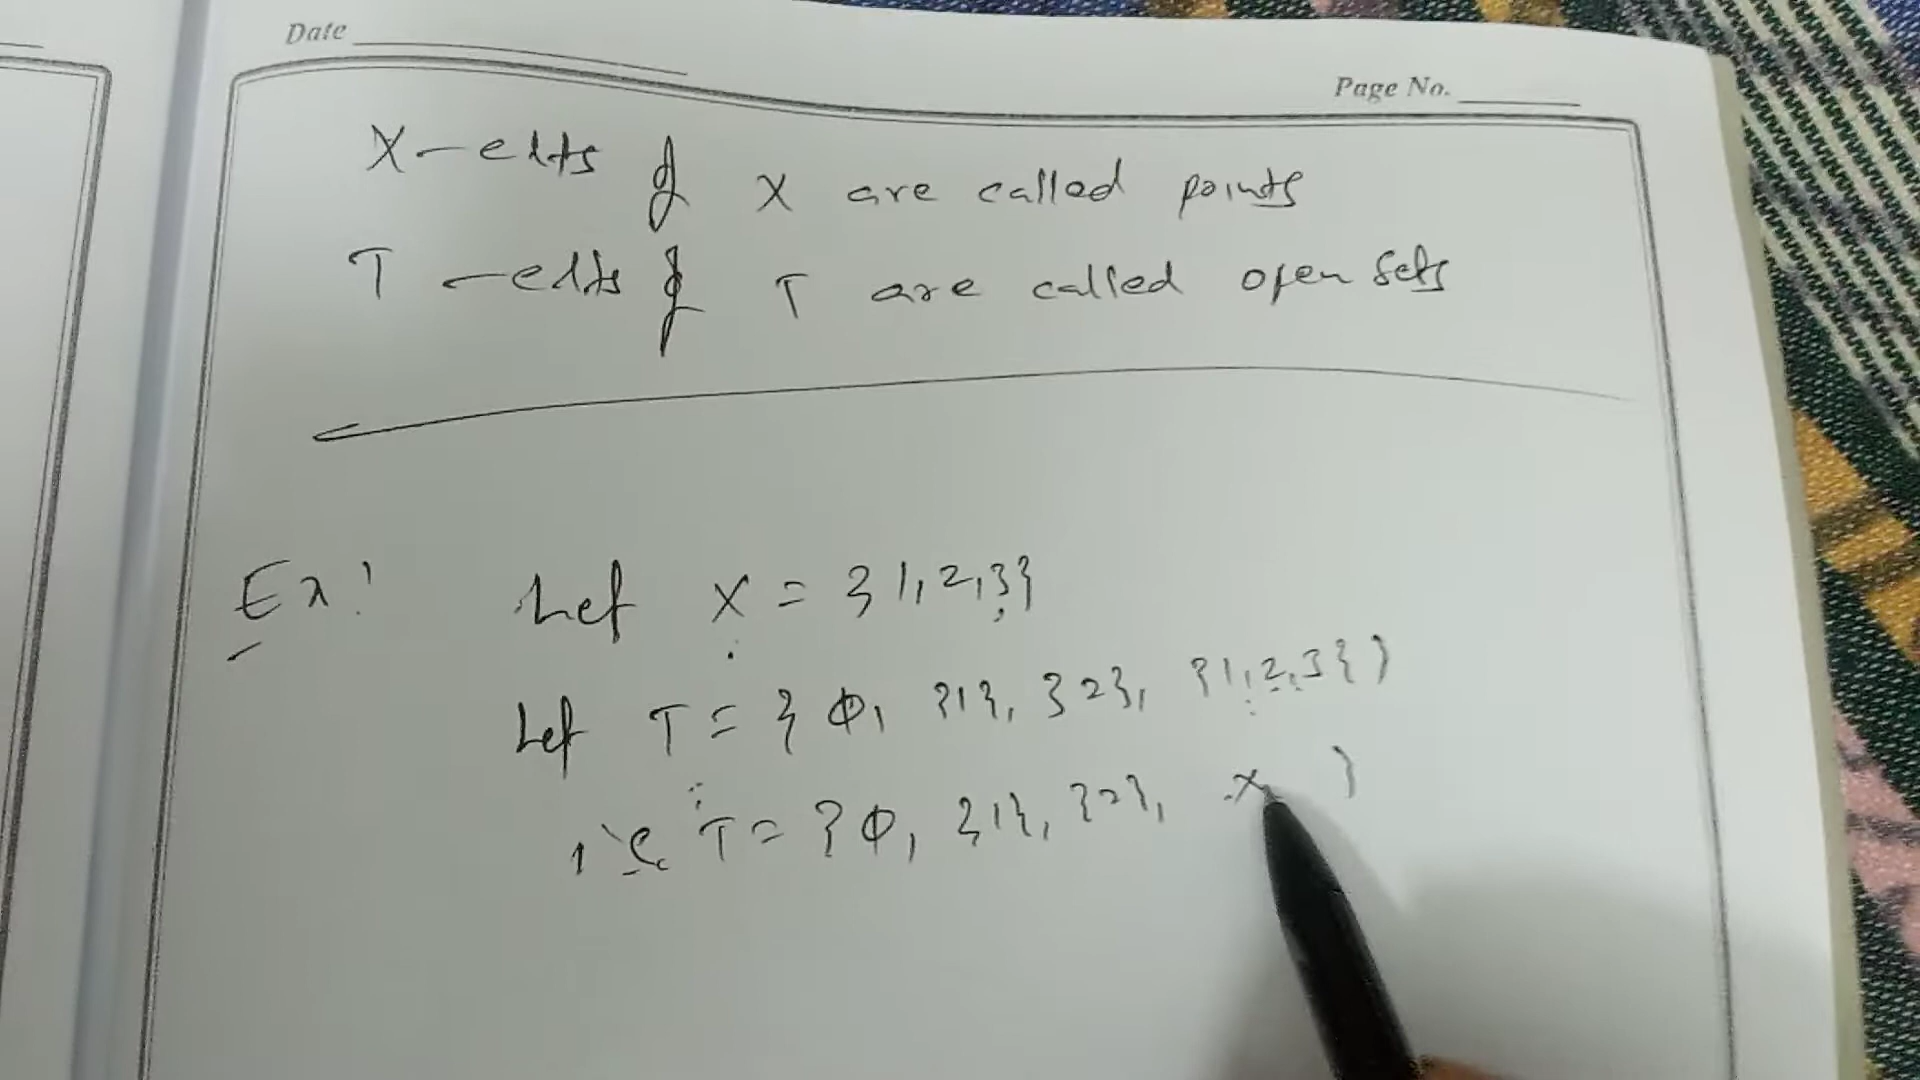 Date
Page No.
X - elts of X are called points
T - elts of T are called open sets
Ex:
Let X = {1,2,3}
Let T = { φ, {1}, {2}, {1,2,3} }
i.e. T = { φ, {1}, {2}, X }